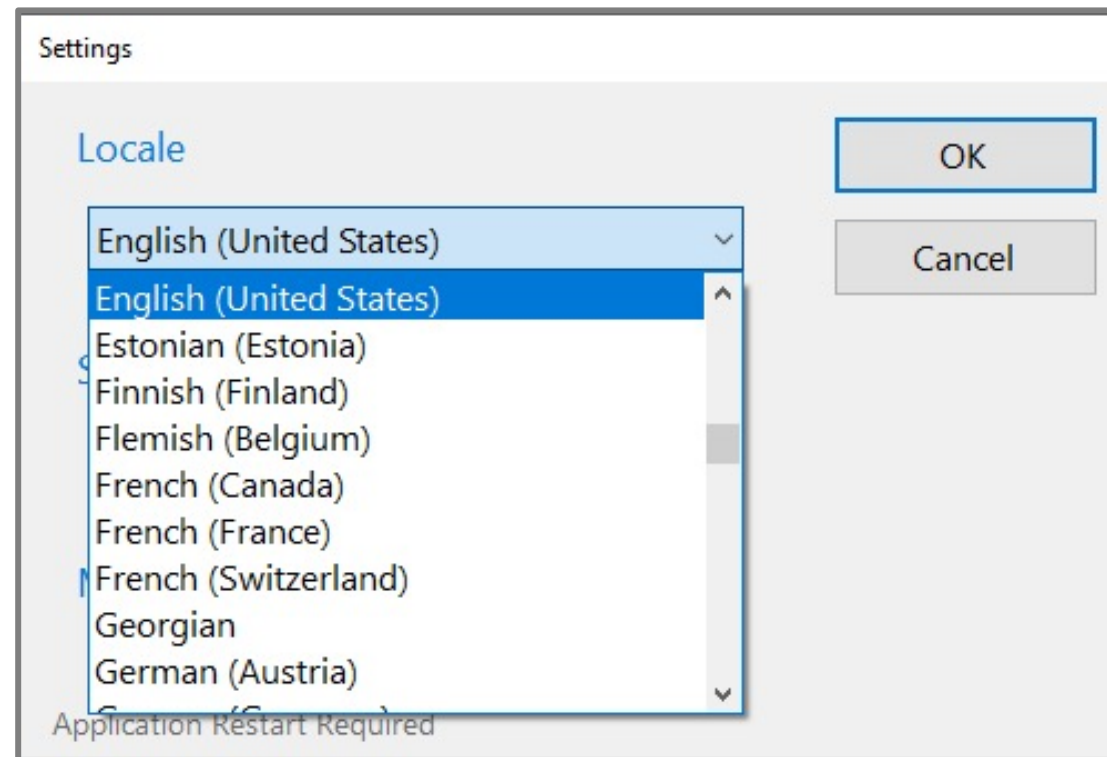 Settings
Locale
OK
English (United States)
Cancel
English (United States)
Estonian (Estonia)
Finnish (Finland)
Flemish (Belgium)
French (Canada)
French (France)
French (Switzerland)
Georgian
German (Austria)
Application Restart Required